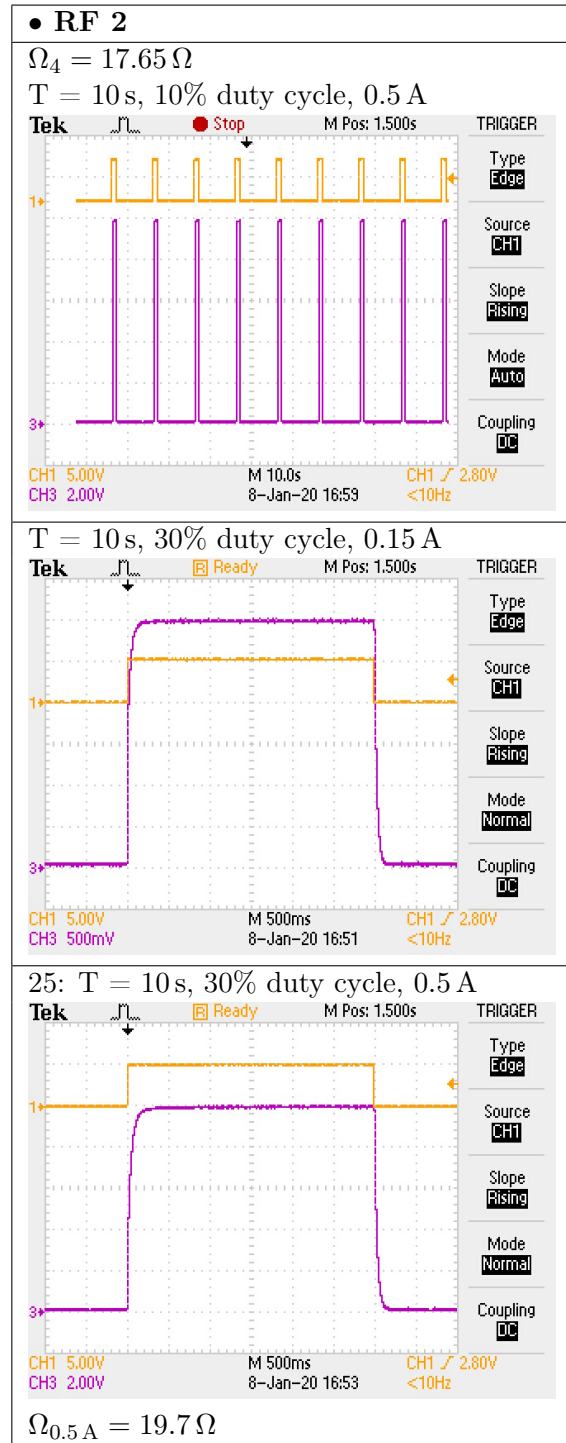 • RF 2
Ω₄ = 17.65 Ω
T = 10 s, 10% duty cycle, 0.5 A
Tek Stop M Pos: 1.500s TRIGGER
Type
Edge
1
Source
CH1
Slope
Rising
Mode
Auto
Coupling
DC
3
CH1 5.00V M 10.0s CH1 2.80V
CH3 2.00V 8-Jan-20 16:59 <10Hz
T = 10 s, 30% duty cycle, 0.15 A
Tek R Ready M Pos: 1.500s TRIGGER
Type
Edge
Source
CH1
1
Slope
Rising
Mode
Normal
Coupling
DC
3
CH1 5.00V M 500ms CH1 2.80V
CH3 500mV 8-Jan-20 16:51 <10Hz
25: T = 10 s, 30% duty cycle, 0.5 A
Tek R Ready M Pos: 1.500s TRIGGER
Type
Edge
1
Source
CH1
Slope
Rising
Mode
Normal
Coupling
DC
3
CH1 5.00V M 500ms CH1 2.80V
CH3 2.00V 8-Jan-20 16:53 <10Hz
Ω₀.₅ A = 19.7 Ω